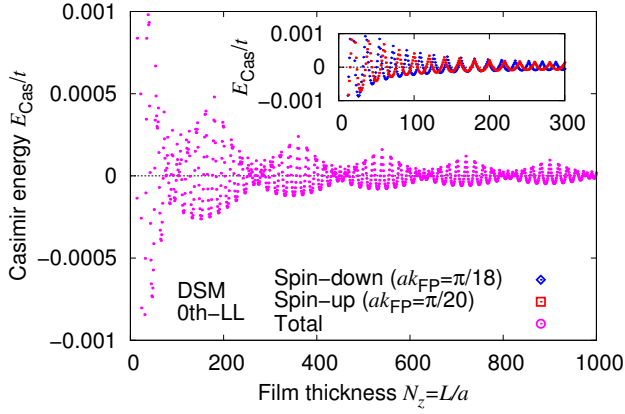 0.001
0.0005
0
−0.0005
−0.001
Casimir energy E_Cas/t
0.001
0
−0.001
E_Cas/t
0 100 200 300
DSM
0th−LL
Spin−down (ak_FP=π/18)
Spin−up (ak_FP=π/20)
Total
0 200 400 600 800 1000
Film thickness N_z=L/a